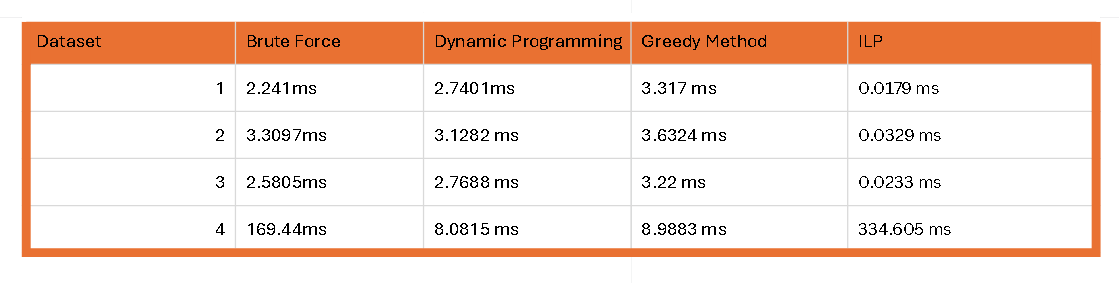 Dataset Brute Force Dynamic Programming Greedy Method ILP
1 2.241ms 2.7401ms 3.317 ms 0.0179 ms
2 3.3097ms 3.1282 ms 3.6324 ms 0.0329 ms
3 2.5805ms 2.7688 ms 3.22 ms 0.0233 ms
4 169.44ms 8.0815 ms 8.9883 ms 334.605 ms